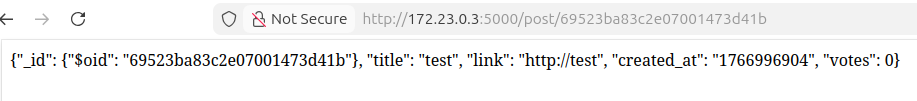 Not Secure http://172.23.0.3:5000/post/69523ba83c2e07001473d41b
{"_id": {"$oid": "69523ba83c2e07001473d41b"}, "title": "test", "link": "http://test", "created_at": "1766996904", "votes": 0}